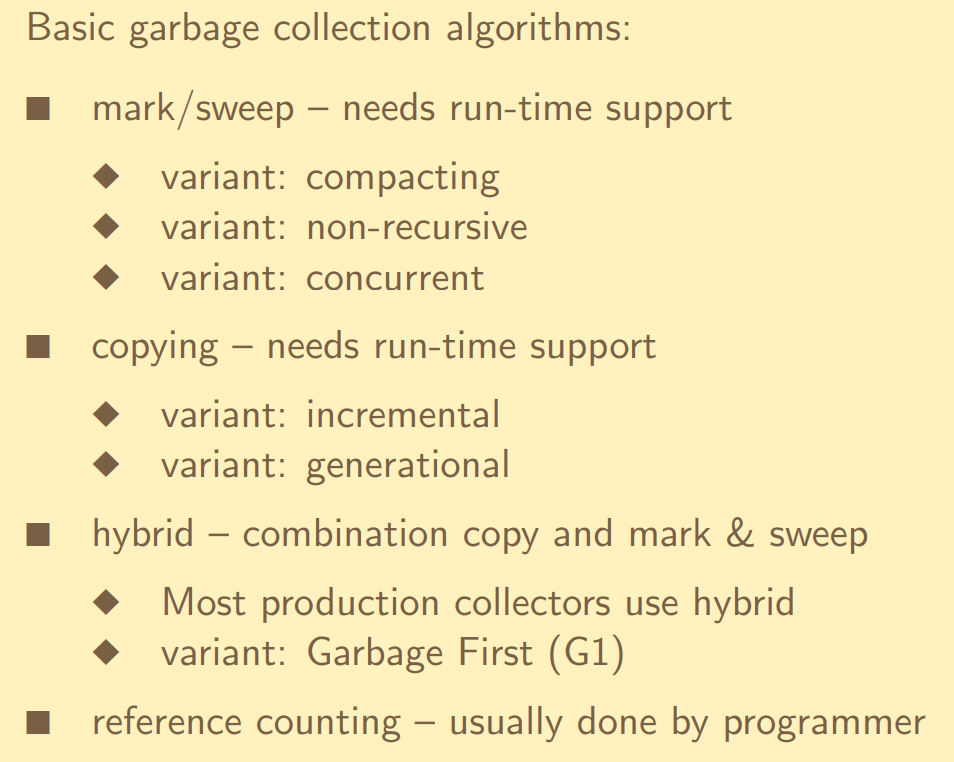 Basic garbage collection algorithms:
■ mark/sweep – needs run-time support
◆ variant: compacting
◆ variant: non-recursive
◆ variant: concurrent
■ copying – needs run-time support
◆ variant: incremental
◆ variant: generational
■ hybrid – combination copy and mark & sweep
◆ Most production collectors use hybrid
◆ variant: Garbage First (G1)
■ reference counting – usually done by programmer